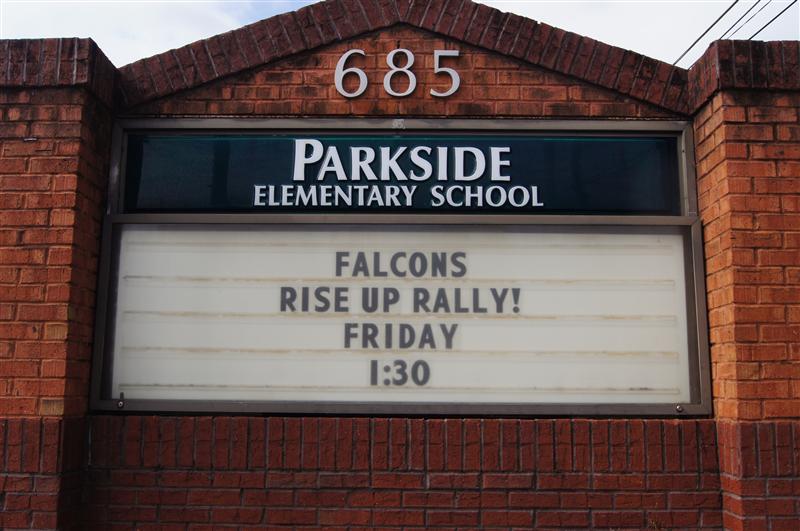 685
PARKSIDE
ELEMENTARY SCHOOL
FALCONS
RISE UP RALLY!
FRIDAY
1:30